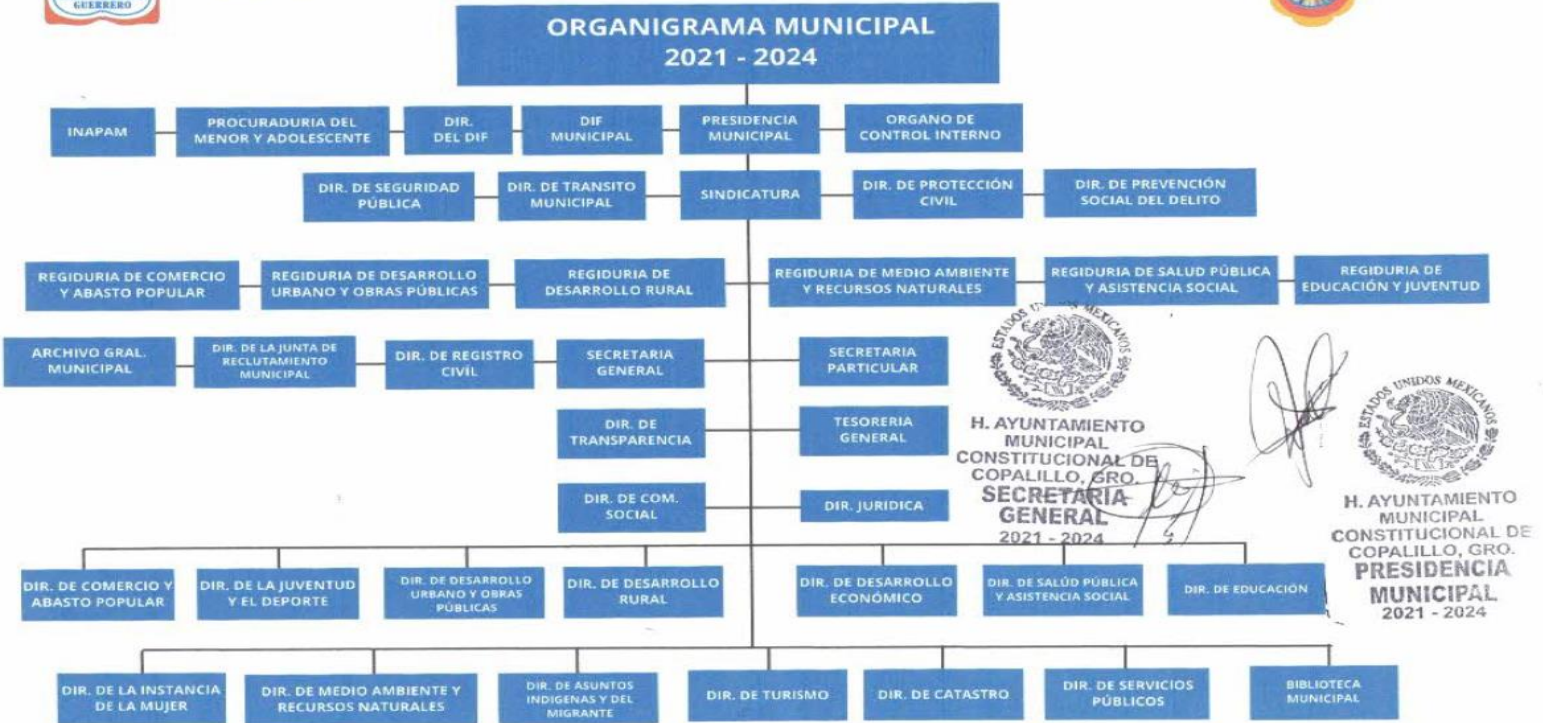 GUERRERO
ORGANIGRAMA MUNICIPAL
2021 - 2024
INAPAM
PROCURADURIA DEL
MENOR Y ADOLESCENTE
DIR.
DEL DIF
DIF
MUNICIPAL
PRESIDENCIA
MUNICIPAL
ORGANO DE
CONTROL INTERNO
DIR. DE SEGURIDAD
PÚBLICA
DIR. DE TRANSITO
MUNICIPAL
SINDICATURA
DIR. DE PROTECCIÓN
CIVIL
DIR. DE PREVENCIÓN
SOCIAL DEL DELITO
REGIDURIA DE COMERCIO
Y ABASTO POPULAR
REGIDURIA DE DESARROLLO
URBANO Y OBRAS PÚBLICAS
REGIDURIA DE
DESARROLLO RURAL
REGIDURIA DE MEDIO AMBIENTE
Y RECURSOS NATURALES
REGIDURIA DE SALUD PÚBLICA
Y ASISTENCIA SOCIAL
REGIDURIA DE
EDUCACIÓN Y JUVENTUD
ARCHIVO GRAL.
MUNICIPAL
DIR. DE LA JUNTA DE
RECLUTAMIENTO
MUNICIPAL
DIR. DE REGISTRO
CIVÍL
SECRETARIA
GENERAL
SECRETARIA
PARTICULAR
DIR. DE
TRANSPARENCIA
TESORERIA
GENERAL
DIR. DE COM.
SOCIAL
DIR. JURIDICA
ESTADOS UNIDOS MEXICANOS
H. AYUNTAMIENTO
MUNICIPAL
CONSTITUCIONAL DE
COPALILLO, GRO.
SECRETARÍA
GENERAL
2021 - 2024
ESTADOS UNIDOS MEXICANOS
H. AYUNTAMIENTO
MUNICIPAL
CONSTITUCIONAL DE
COPALILLO, GRO.
PRESIDENCIA
MUNICIPAL
2021 - 2024
DIR. DE COMERCIO Y
ABASTO POPULAR
DIR. DE LA JUVENTUD
Y EL DEPORTE
DIR. DE DESARROLLO
URBANO Y OBRAS
PÚBLICAS
DIR. DE DESARROLLO
RURAL
DIR. DE DESARROLLO
ECONÓMICO
DIR. DE SALÚD PÚBLICA
Y ASISTENCIA SOCIAL
DIR. DE EDUCACIÓN
DIR. DE LA INSTANCIA
DE LA MUJER
DIR. DE MEDIO AMBIENTE Y
RECURSOS NATURALES
DIR. DE ASUNTOS
INDIGENAS Y DEL
MIGRANTE
DIR. DE TURISMO
DIR. DE CATASTRO
DIR. DE SERVICIOS
PÚBLICOS
BIBLIOTECA
MUNICIPAL